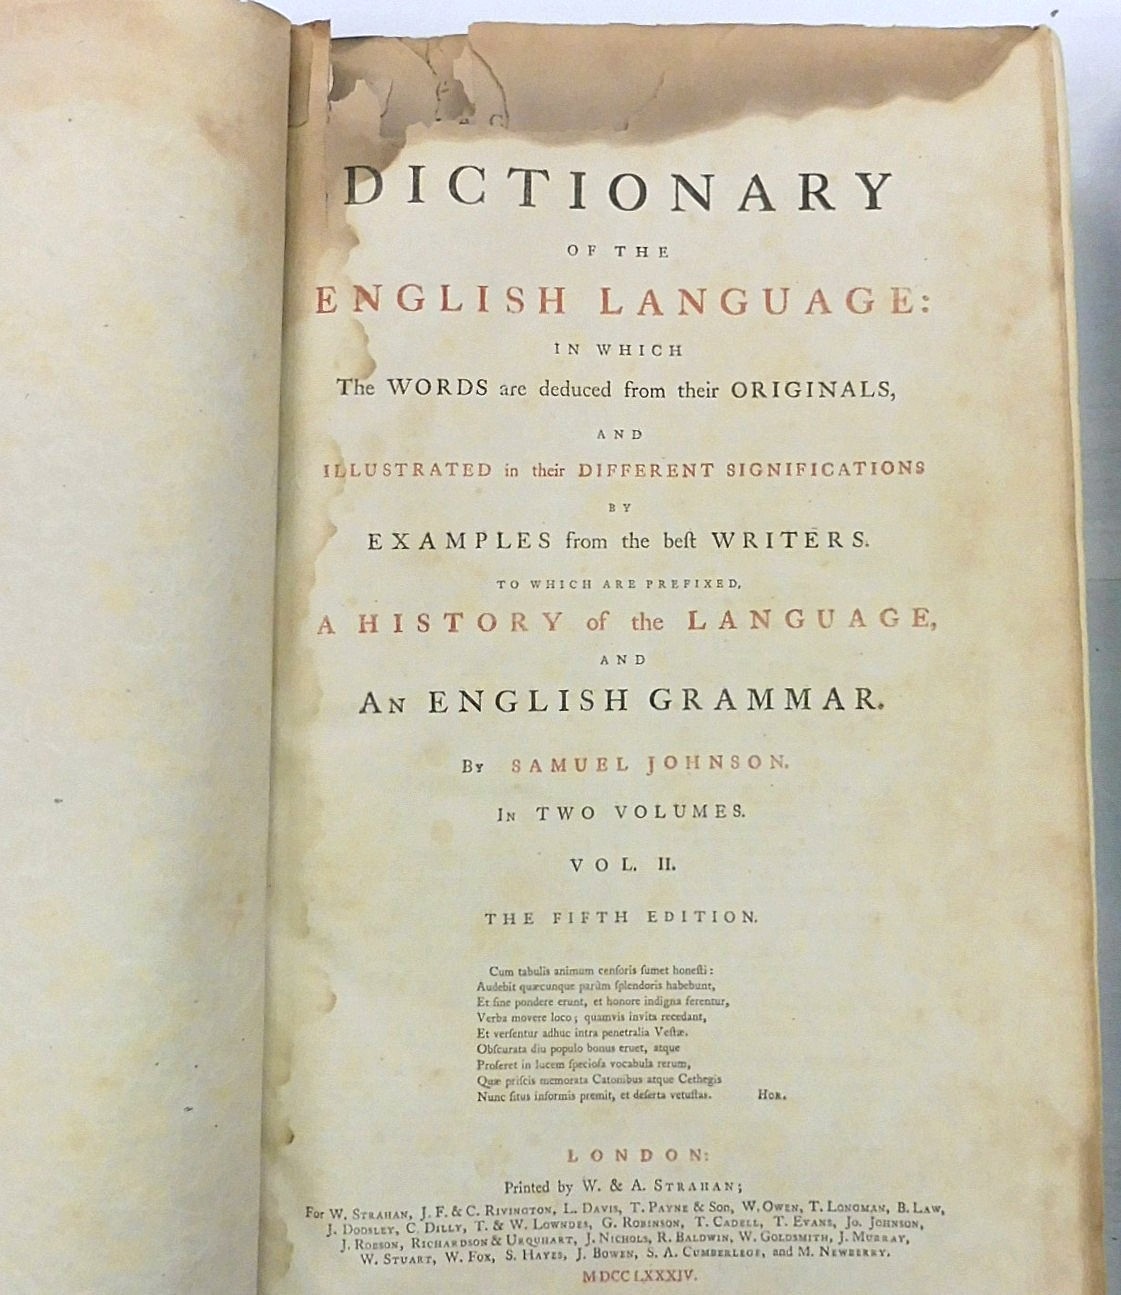 DICTIONARY
OF THE
ENGLISH LANGUAGE:
IN WHICH
The WORDS are deduced from their ORIGINALS,
AND
ILLUSTRATED in their DIFFERENT SIGNIFICATIONS
BY
EXAMPLES from the beſt WRITERS.
TO WHICH ARE PREFIXED,
A HISTORY of the LANGUAGE,
AND
AN ENGLISH GRAMMAR.
BY SAMUEL JOHNSON.
IN TWO VOLUMES.
VOL. II.
THE FIFTH EDITION.
Cum tabulis animum cenſoris ſumet honeſti:
Audebit quæcunque parùm ſplendoris habebunt,
Et ſine pondere erunt, et honore indigna ferentur,
Verba movere loco; quamvis invita recedant,
Et verſentur adhuc intra penetralia Veſtæ.
Obſcurata diu populo bonus eruet, atque
Proferet in lucem ſpecioſa vocabula rerum,
Quæ priſcis memorata Catonibus atque Cethegis
Nunc ſitus informis premit, et deſerta vetuſtas. HOR.
LONDON:
Printed by W. & A. STRAHAN;
For W. STRAHAN, J. F. & C. RIVINGTON, L. DAVIS, T. PAYNE & Son, W. OWEN, T. LONGMAN, B. LAW,
J. DODSLEY, C. DILLY, T. & W. LOWNDES, G. ROBINSON, T. CADELL, T. EVANS, JO. JOHNSON,
J. ROBSON, RICHARDSON & URQUHART, J. NICHOLS, R. BALDWIN, W. GOLDSMITH, J. MURRAY,
W. STUART, W. FOX, S. HAYES, J. BOWEN, S. A. CUMBERLEGE, and M. NEWBERRY.
MDCCLXXXIV.